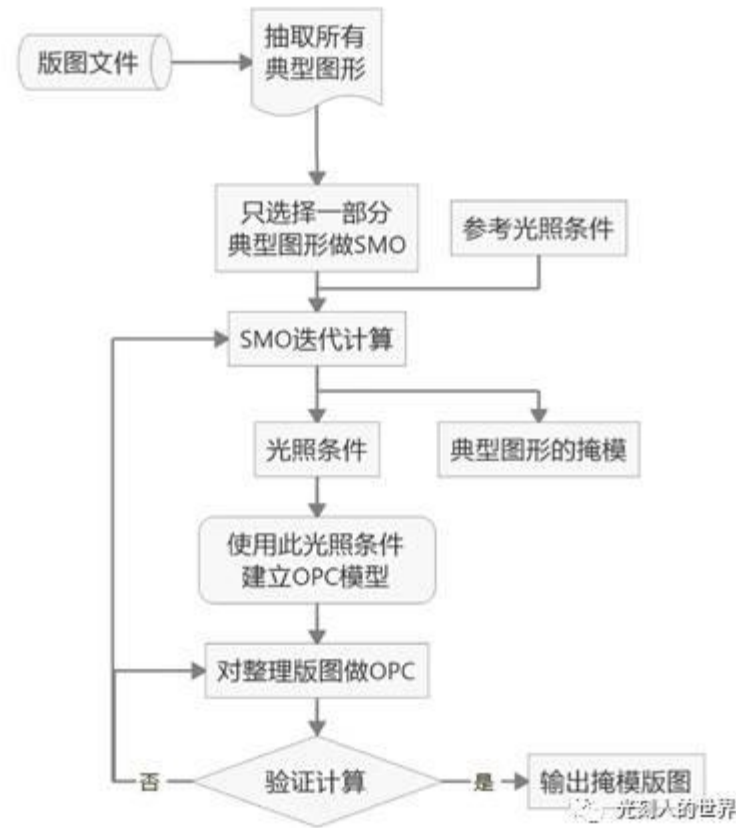 版图文件
抽取所有
典型图形
只选择一部分
典型图形做SMO
参考光照条件
SMO迭代计算
光照条件
典型图形的掩模
使用此光照条件
建立OPC模型
对整理版图做OPC
否
验证计算
是
输出掩模版图
光刻人的世界